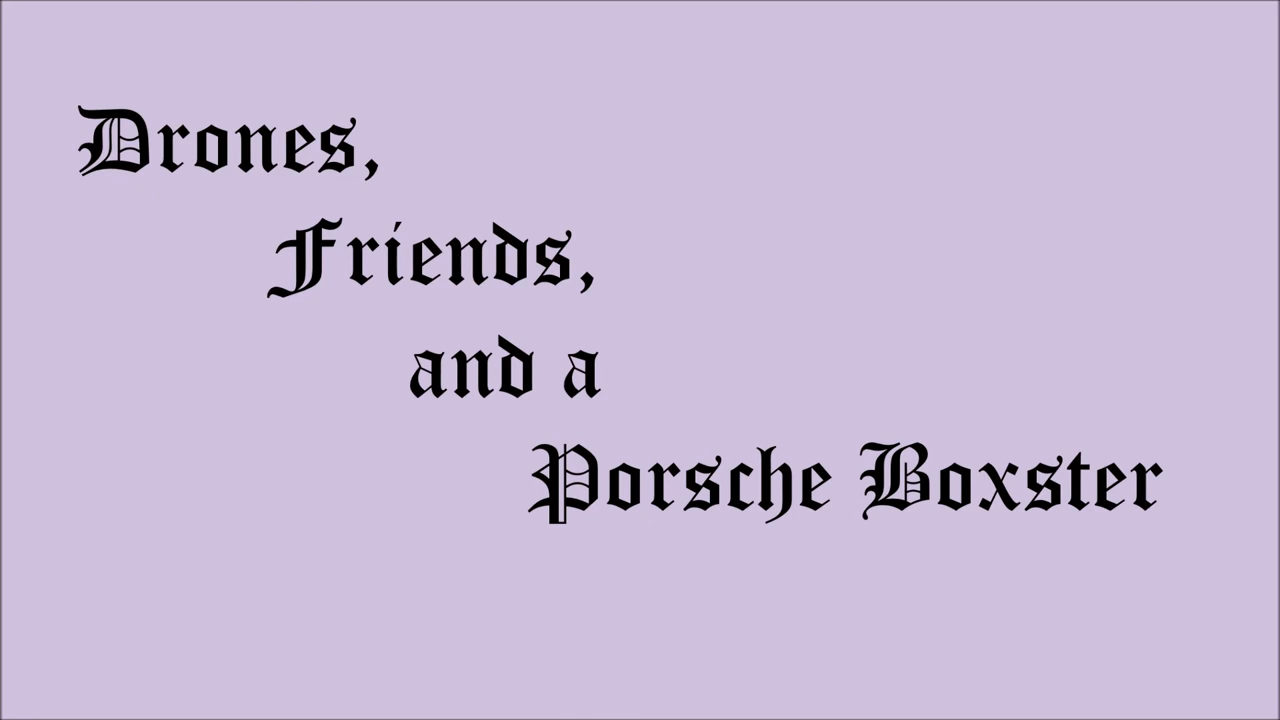 Drones,
Friends,
and a
Porsche Boxster